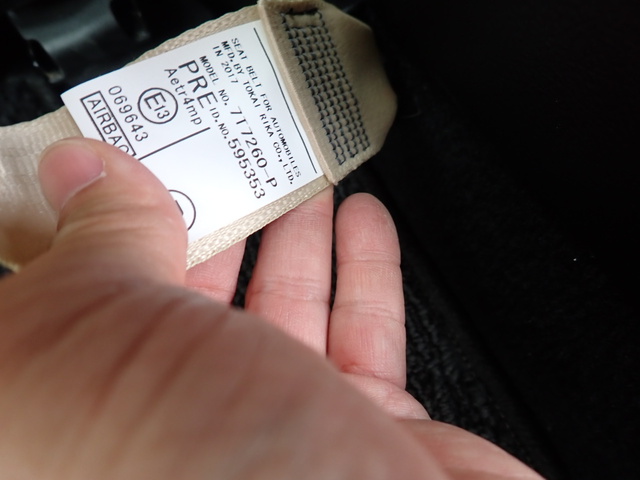 SEAT BELT FOR AUTOMOBILES
MFD. BY TOKAI RIKA CO., LTD.
IN 2017
MODEL NO. 7T7260-P
PRE ID.NO.595353
Aetr4mp
E13
069643
AIRBAG